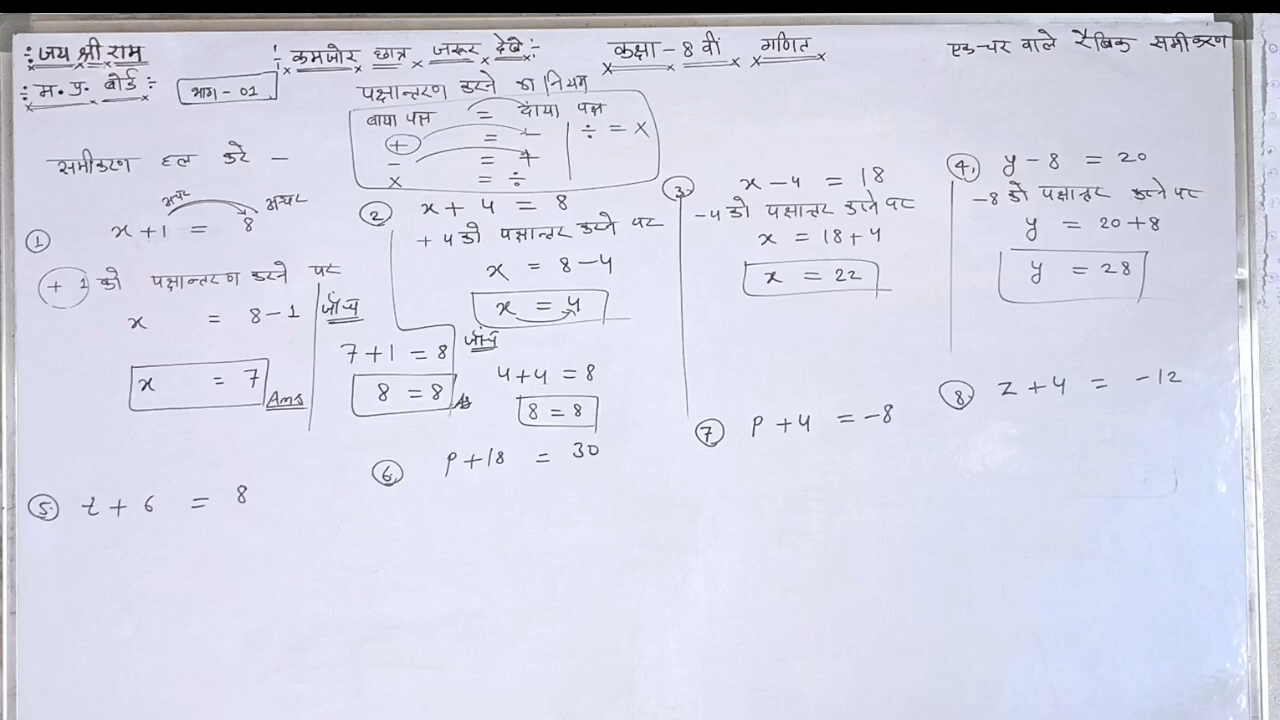 ÷ जय श्री राम
÷ कमजोर छात्र जरूर देखे ÷
कक्षा - 8 वी गणित
एक-चर वाले रैखिक समीकरण
÷ म. प्र. बोर्ड ÷
भाग - 01
पक्षान्तरण करने का नियम
बाया पक्ष = दांया पक्ष
+ = -
- = +
× = ÷
÷ = ×
समीकरण हल करे -
① x + 1 = 8
+ 1 को पक्षान्तरण करने पर
x = 8 - 1
x = 7
Ans
जाँच
7 + 1 = 8
8 = 8
② x + 4 = 8
+ 4 को पक्षान्तर करने पर
x = 8 - 4
x = 4
जाँच
4 + 4 = 8
8 = 8
③ x - 4 = 18
- 4 को पक्षान्तर करने पर
x = 18 + 4
x = 22
④ y - 8 = 20
- 8 को पक्षान्तर करने पर
y = 20 + 8
y = 28
⑤ t + 6 = 8
⑥ P + 18 = 30
⑦ P + 4 = -8
⑧ Z + 4 = -12